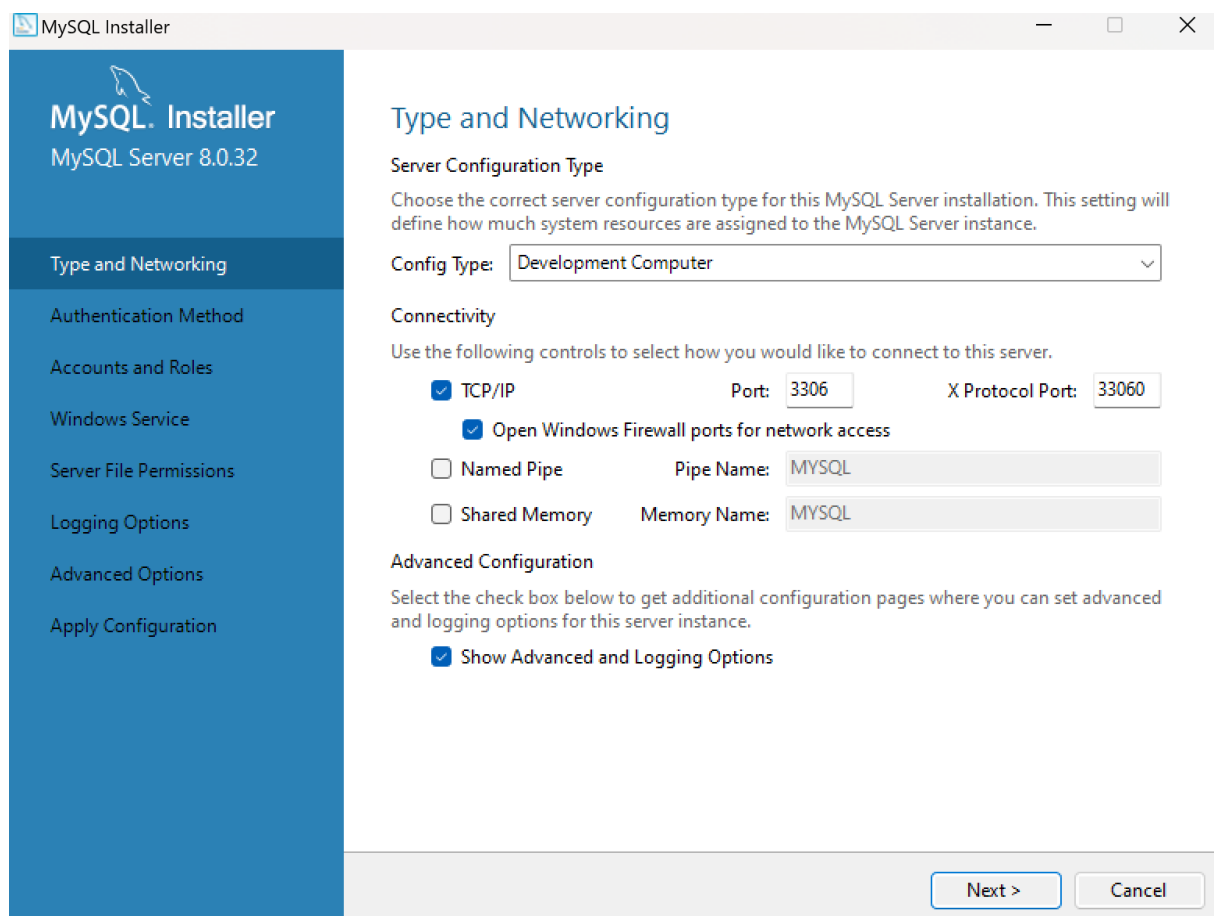 MySQL Installer
MySQL. Installer
MySQL Server 8.0.32
Type and Networking
Authentication Method
Accounts and Roles
Windows Service
Server File Permissions
Logging Options
Advanced Options
Apply Configuration
Type and Networking
Server Configuration Type
Choose the correct server configuration type for this MySQL Server installation. This setting will
define how much system resources are assigned to the MySQL Server instance.
Config Type: Development Computer
Connectivity
Use the following controls to select how you would like to connect to this server.
TCP/IP Port: 3306 X Protocol Port: 33060
Open Windows Firewall ports for network access
Named Pipe Pipe Name: MYSQL
Shared Memory Memory Name: MYSQL
Advanced Configuration
Select the check box below to get additional configuration pages where you can set advanced
and logging options for this server instance.
Show Advanced and Logging Options
Next > Cancel